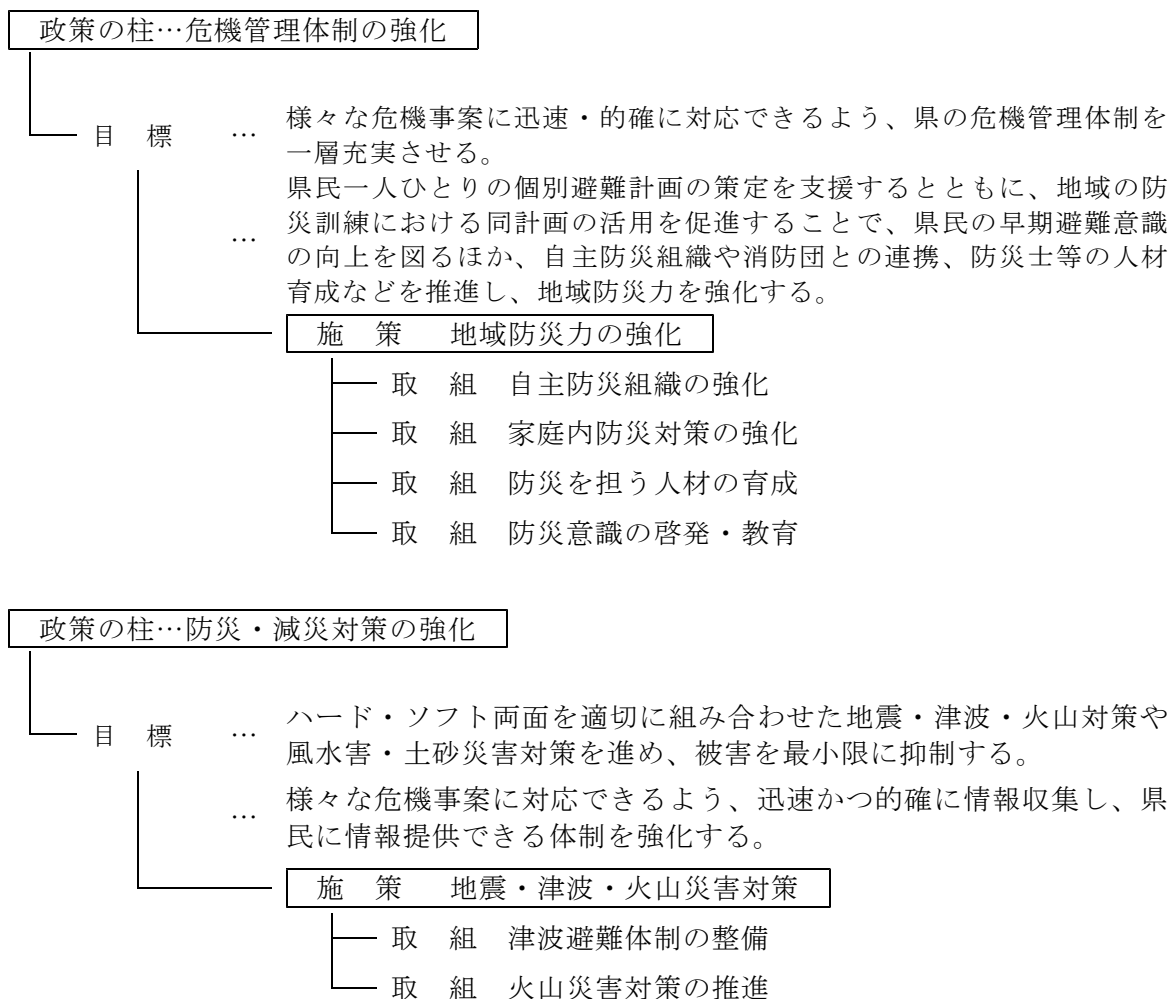 政策の柱…危機管理体制の強化
目 標 … 様々な危機事案に迅速・的確に対応できるよう、県の危機管理体制を
一層充実させる。
県民一人ひとりの個別避難計画の策定を支援するとともに、地域の防
災訓練における同計画の活用を促進することで、県民の早期避難意識
… の向上を図るほか、自主防災組織や消防団との連携、防災士等の人材
育成などを推進し、地域防災力を強化する。
施 策 地域防災力の強化
取 組 自主防災組織の強化
取 組 家庭内防災対策の強化
取 組 防災を担う人材の育成
取 組 防災意識の啓発・教育
政策の柱…防災・減災対策の強化
目 標 … ハード・ソフト両面を適切に組み合わせた地震・津波・火山対策や
風水害・土砂災害対策を進め、被害を最小限に抑制する。
… 様々な危機事案に対応できるよう、迅速かつ的確に情報収集し、県
民に情報提供できる体制を強化する。
施 策 地震・津波・火山災害対策
取 組 津波避難体制の整備
取 組 火山災害対策の推進